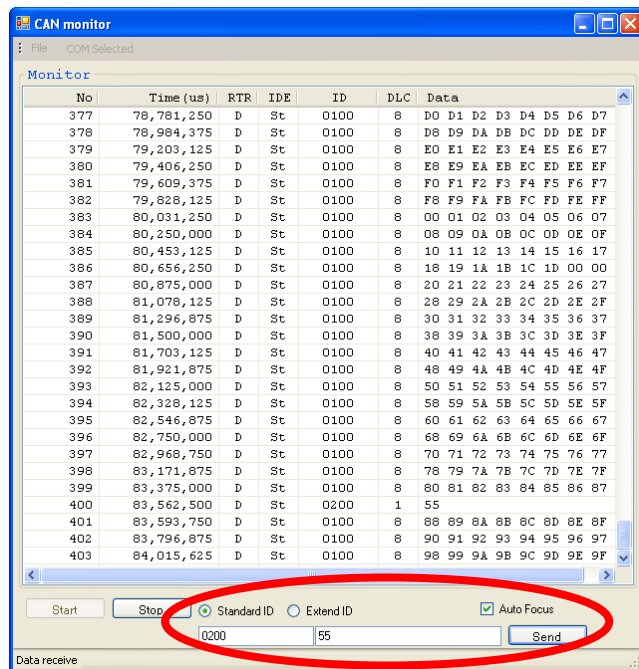 CAN monitor
File COM Selected
Monitor
No Time(us) RTR IDE ID DLC Data
377 78,781,250 D St 0100 8 D0 D1 D2 D3 D4 D5 D6 D7
378 78,984,375 D St 0100 8 D8 D9 DA DB DC DD DE DF
379 79,203,125 D St 0100 8 E0 E1 E2 E3 E4 E5 E6 E7
380 79,406,250 D St 0100 8 E8 E9 EA EB EC ED EE EF
381 79,609,375 D St 0100 8 F0 F1 F2 F3 F4 F5 F6 F7
382 79,828,125 D St 0100 8 F8 F9 FA FB FC FD FE FF
383 80,031,250 D St 0100 8 00 01 02 03 04 05 06 07
384 80,250,000 D St 0100 8 08 09 0A 0B 0C 0D 0E 0F
385 80,453,125 D St 0100 8 10 11 12 13 14 15 16 17
386 80,656,250 D St 0100 8 18 19 1A 1B 1C 1D 00 00
387 80,875,000 D St 0100 8 20 21 22 23 24 25 26 27
388 81,078,125 D St 0100 8 28 29 2A 2B 2C 2D 2E 2F
389 81,296,875 D St 0100 8 30 31 32 33 34 35 36 37
390 81,500,000 D St 0100 8 38 39 3A 3B 3C 3D 3E 3F
391 81,703,125 D St 0100 8 40 41 42 43 44 45 46 47
392 81,921,875 D St 0100 8 48 49 4A 4B 4C 4D 4E 4F
393 82,125,000 D St 0100 8 50 51 52 53 54 55 56 57
394 82,328,125 D St 0100 8 58 59 5A 5B 5C 5D 5E 5F
395 82,546,875 D St 0100 8 60 61 62 63 64 65 66 67
396 82,750,000 D St 0100 8 68 69 6A 6B 6C 6D 6E 6F
397 82,968,750 D St 0100 8 70 71 72 73 74 75 76 77
398 83,171,875 D St 0100 8 78 79 7A 7B 7C 7D 7E 7F
399 83,375,000 D St 0100 8 80 81 82 83 84 85 86 87
400 83,562,500 D St 0200 1 55
401 83,593,750 D St 0100 8 88 89 8A 8B 8C 8D 8E 8F
402 83,796,875 D St 0100 8 90 91 92 93 94 95 96 97
403 84,015,625 D St 0100 8 98 99 9A 9B 9C 9D 9E 9F
Start Stop Standard ID Extend ID Auto Focus
0200 55 Send
Data receive